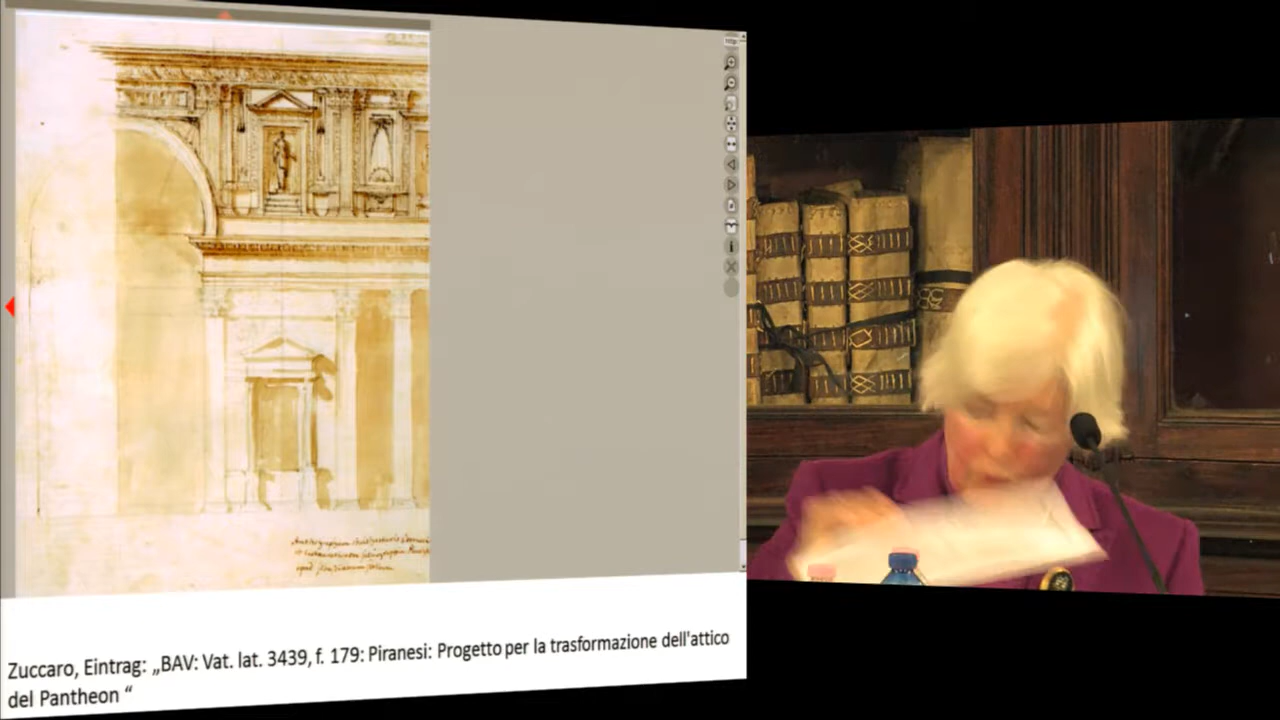 Zuccaro, Eintrag: „BAV: Vat. lat. 3439, f. 179: Piranesi: Progetto per la trasformazione dell'attico
del Pantheon “